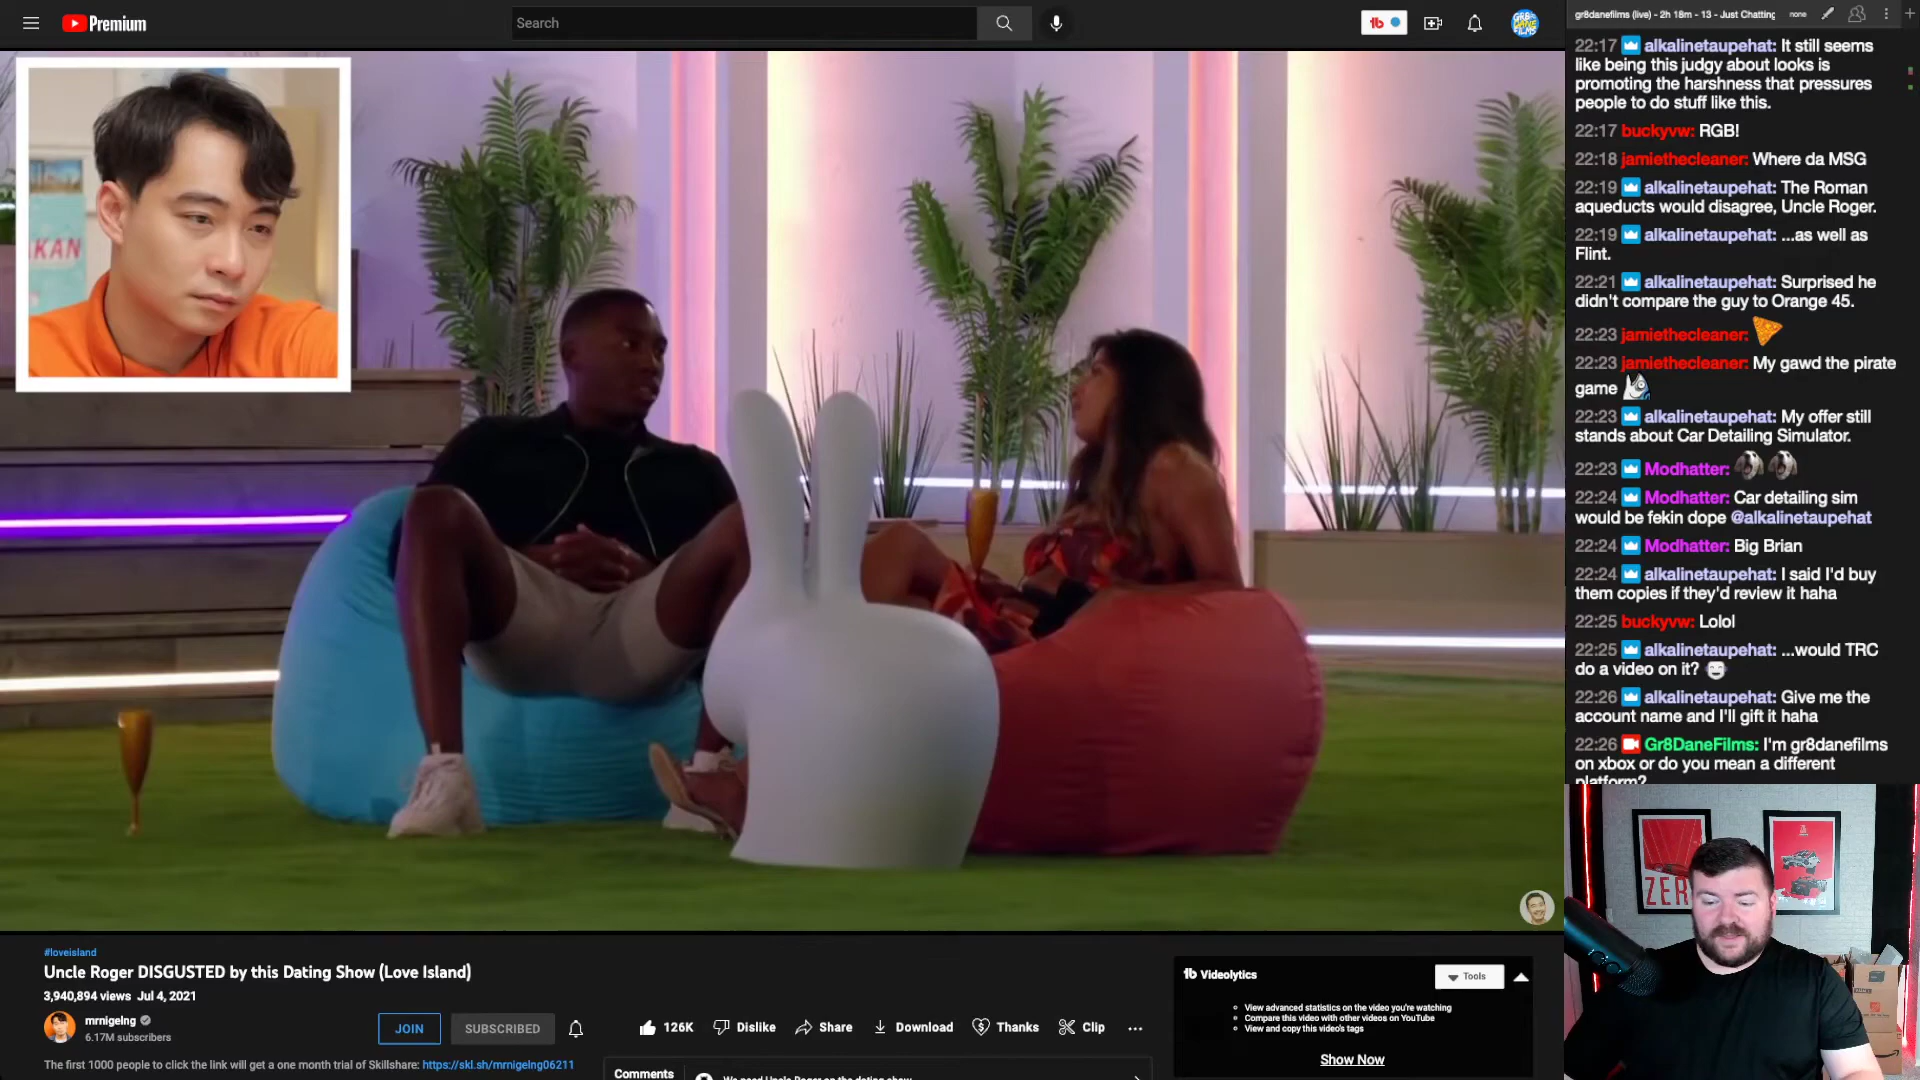 Premium
Search
gr8danefilms (live) - 2h 18m - 13 - Just Chatting
none
22:17 alkalinetaupehat: It still seems
like being this judgy about looks is
promoting the harshness that pressures
people to do stuff like this.
22:17 buckyvw: RGB!
22:18 jamiethecleaner: Where da MSG
22:19 alkalinetaupehat: The Roman
aqueducts would disagree, Uncle Roger.
22:19 alkalinetaupehat: ...as well as
Flint.
22:21 alkalinetaupehat: Surprised he
didn't compare the guy to Orange 45.
22:23 jamiethecleaner:
22:23 jamiethecleaner: My gawd the pirate
game
22:23 alkalinetaupehat: My offer still
stands about Car Detailing Simulator.
22:23 Modhatter:
22:24 Modhatter: Car detailing sim
would be fekin dope @alkalinetaupehat
22:24 Modhatter: Big Brian
22:24 alkalinetaupehat: I said I'd buy
them copies if they'd review it haha
22:25 buckyvw: Lolol
22:25 alkalinetaupehat: ...would TRC
do a video on it?
22:26 alkalinetaupehat: Give me the
account name and I'll gift it haha
22:26 Gr8DaneFilms: I'm gr8danefilms
on xbox or do you mean a different
platform?
KAN
ZER
#loveisland
Uncle Roger DISGUSTED by this Dating Show (Love Island)
3,940,894 views Jul 4, 2021
mrnigelng
6.17M subscribers
JOIN
SUBSCRIBED
126K
Dislike
Share
Download
Thanks
Clip
The first 1000 people to click the link will get a one month trial of Skillshare: https://skl.sh/mrnigelng06211
Comments
We need Uncle Roger on the dating show
tb Videolytics
Tools
View advanced statistics on the video you're watching
Compare this video with other videos on YouTube
View and copy this video's tags
Show Now